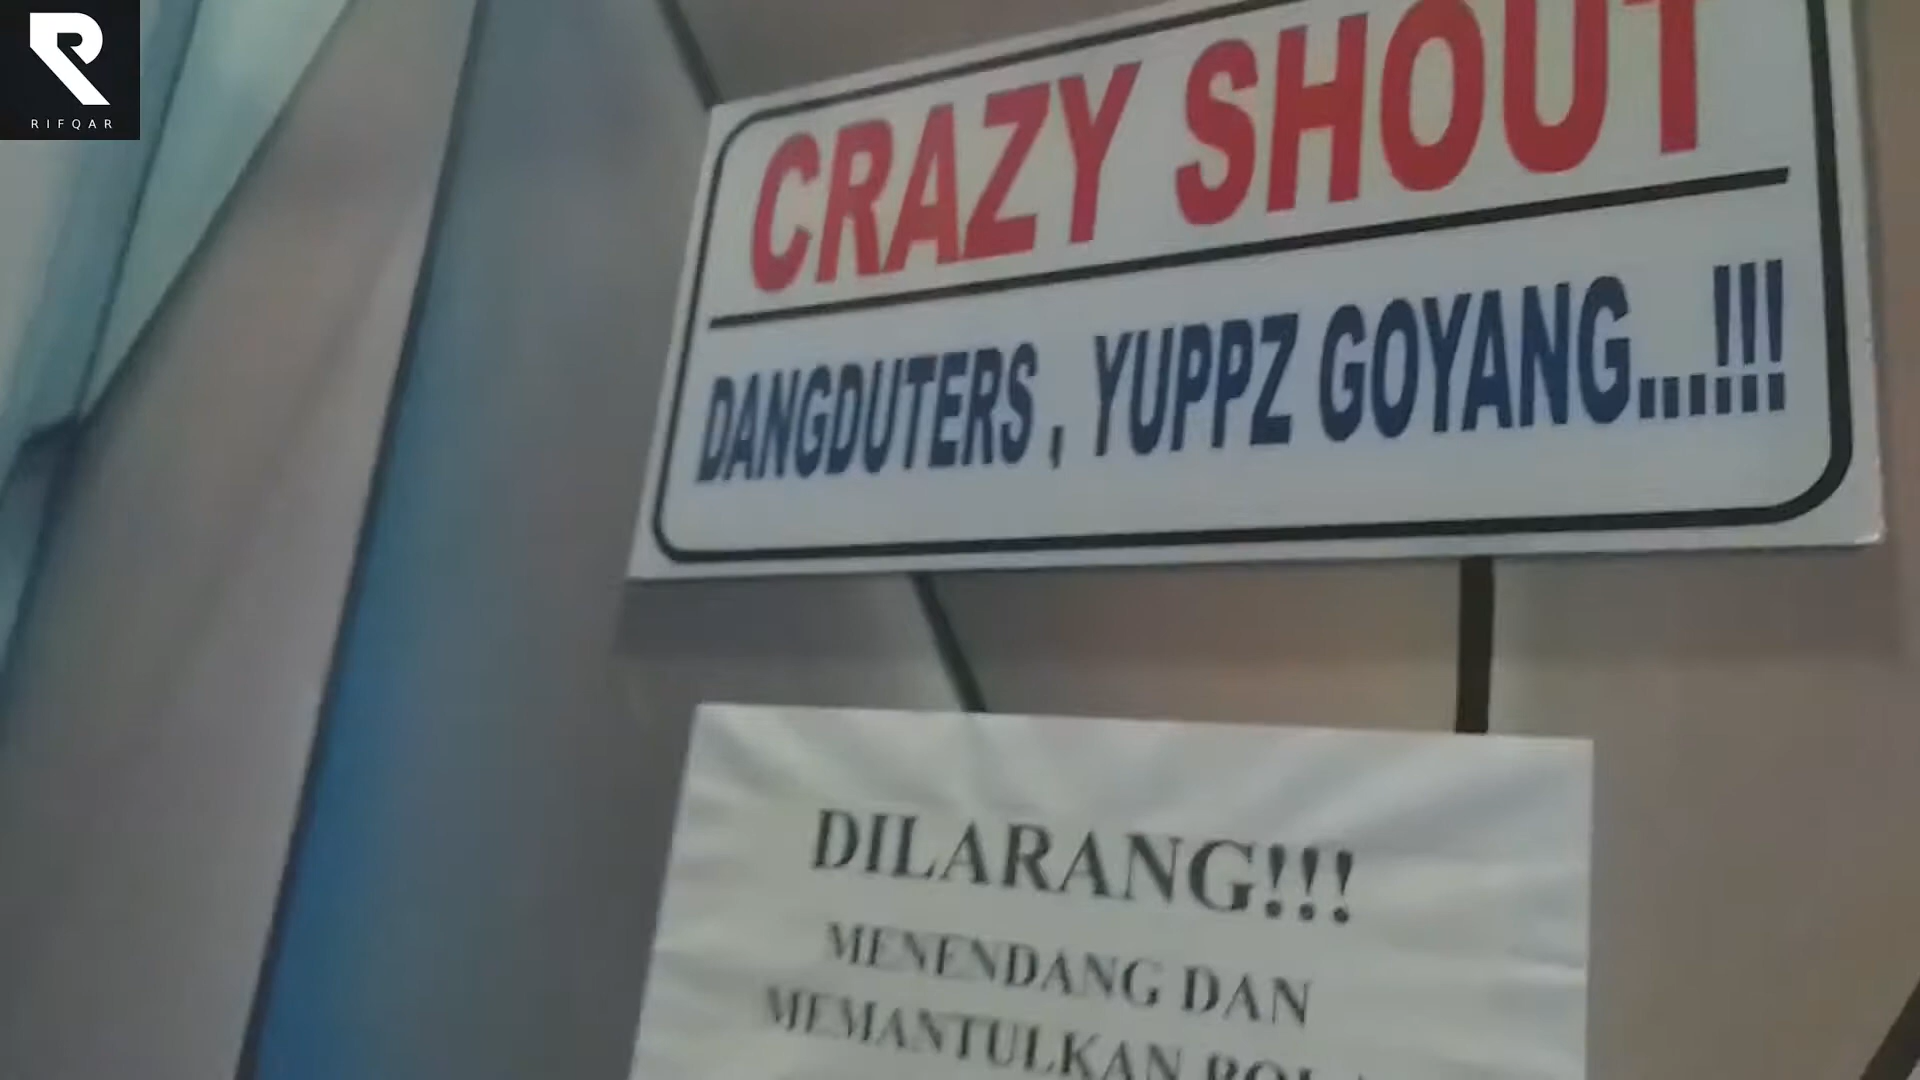 RIFQAR
CRAZY SHOUT
DANGDUTERS , YUPPZ GOYANG...!!!
DILARANG!!!
MENENDANG DAN
MEMANTULKAN